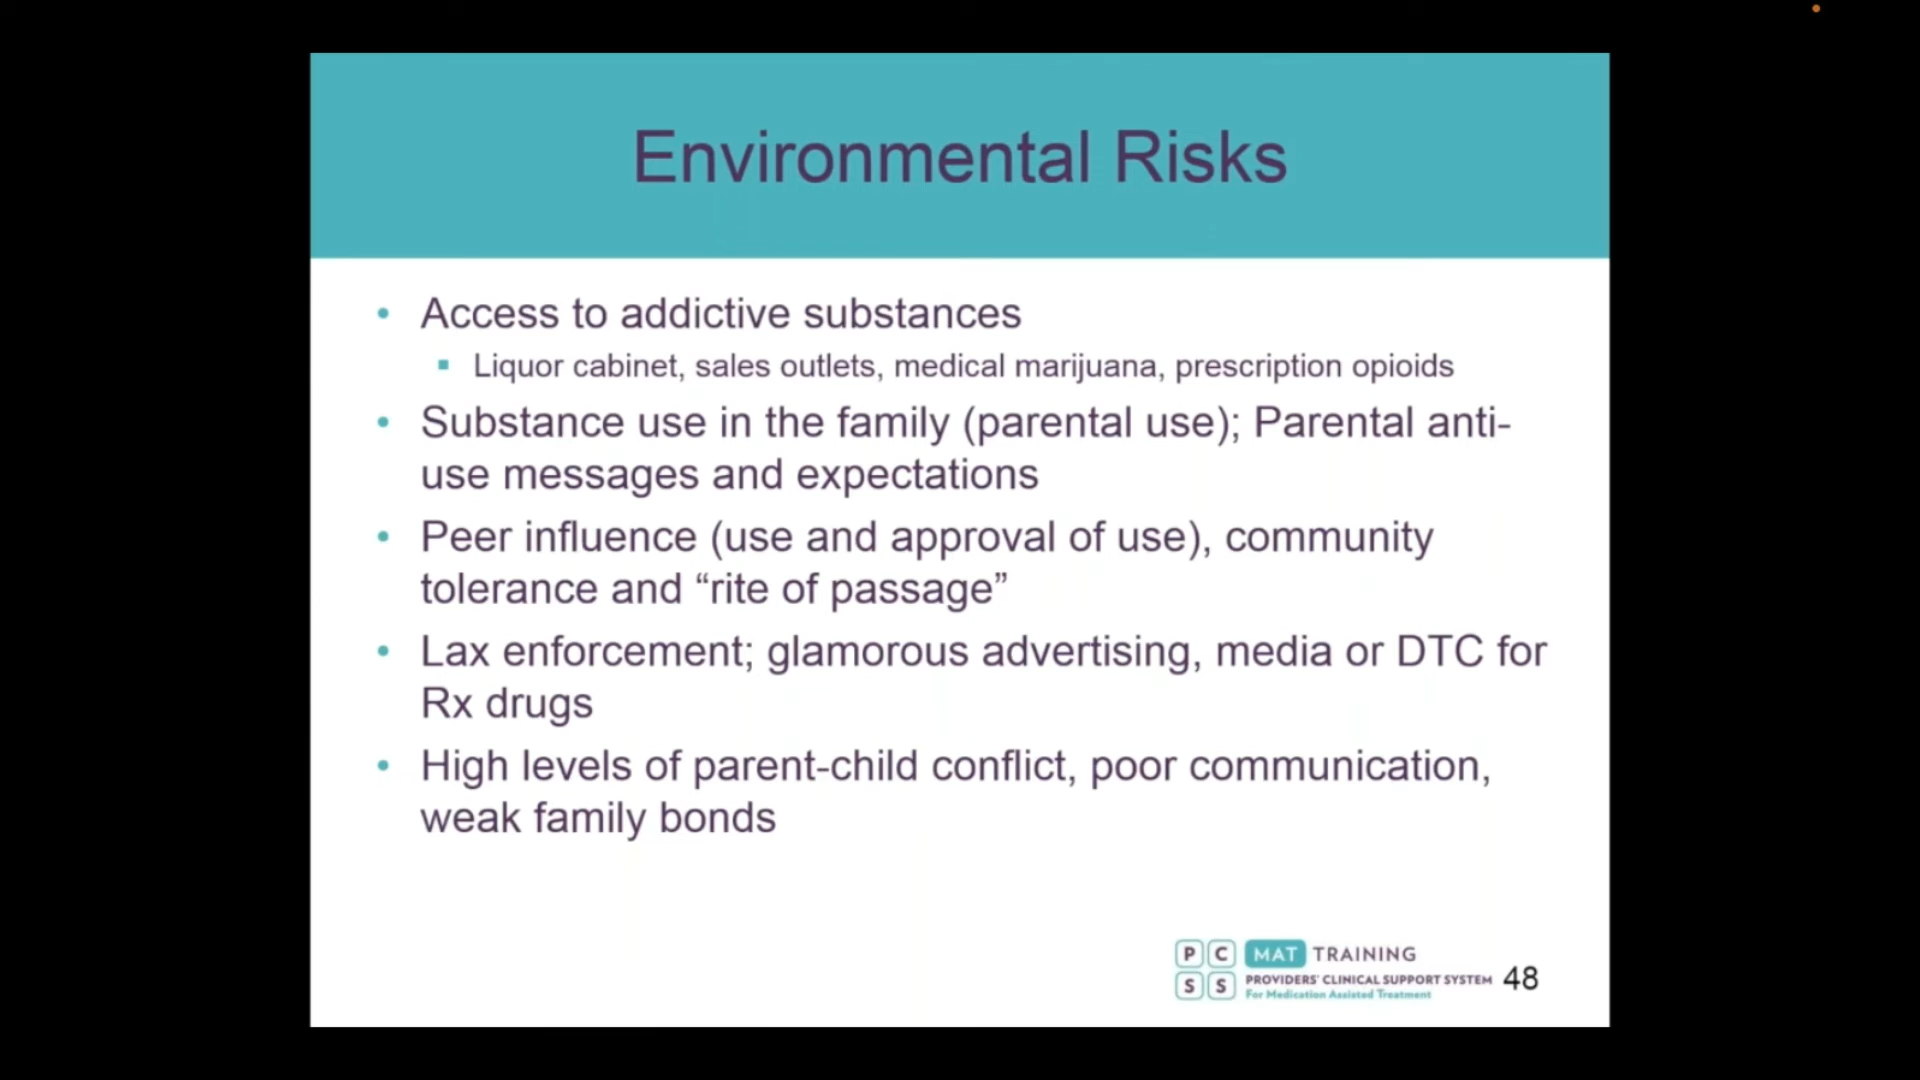 Environmental Risks
• Access to addictive substances
▪ Liquor cabinet, sales outlets, medical marijuana, prescription opioids
• Substance use in the family (parental use); Parental anti-
use messages and expectations
• Peer influence (use and approval of use), community
tolerance and “rite of passage”
• Lax enforcement; glamorous advertising, media or DTC for
Rx drugs
• High levels of parent-child conflict, poor communication,
weak family bonds
P C
S S
MAT TRAINING
PROVIDERS' CLINICAL SUPPORT SYSTEM
For Medication Assisted Treatment
48